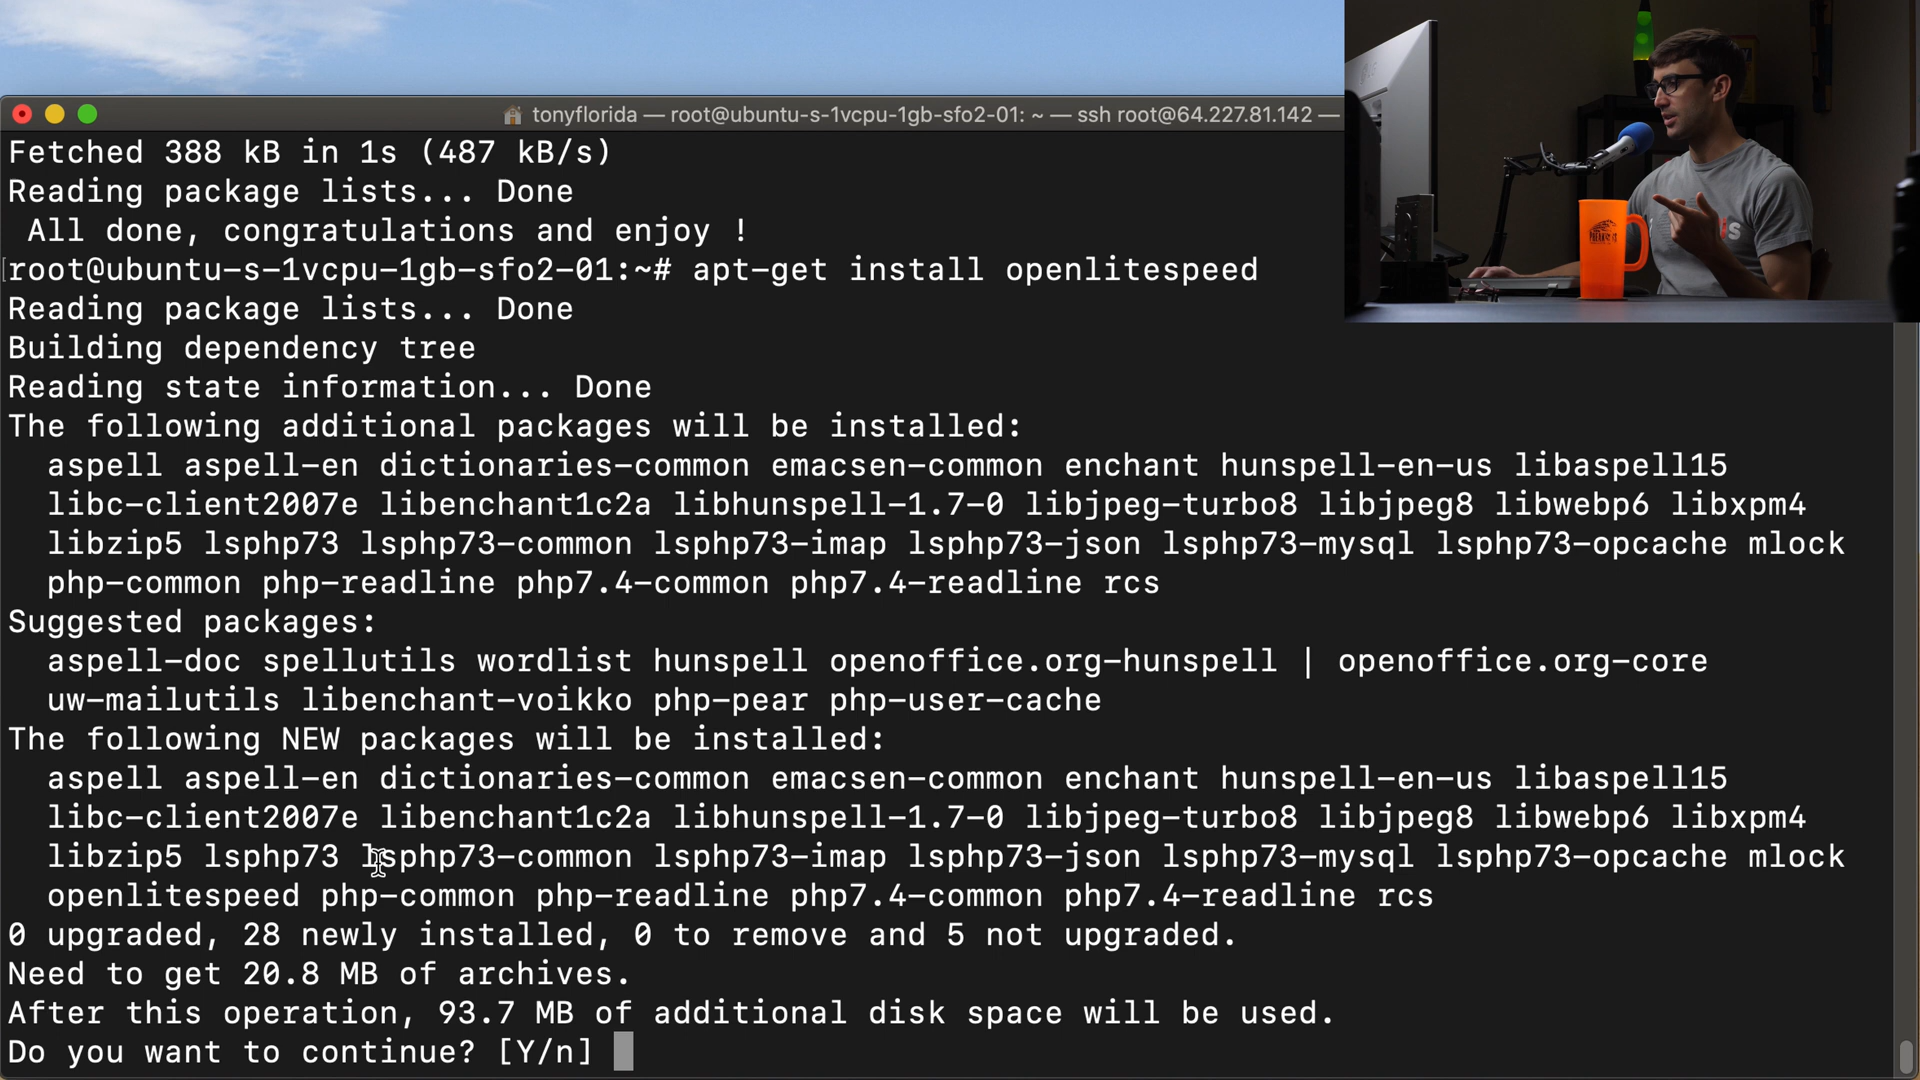 tonyflorida — root@ubuntu-s-1vcpu-1gb-sfo2-01: ~ — ssh root@64.227.81.142 —
Fetched 388 kB in 1s (487 kB/s)
Reading package lists... Done
All done, congratulations and enjoy !
root@ubuntu-s-1vcpu-1gb-sfo2-01:~# apt-get install openlitespeed
Reading package lists... Done
Building dependency tree
Reading state information... Done
The following additional packages will be installed:
aspell aspell-en dictionaries-common emacsen-common enchant hunspell-en-us libaspell15
libc-client2007e libenchant1c2a libhunspell-1.7-0 libjpeg-turbo8 libjpeg8 libwebp6 libxpm4
libzip5 lsphp73 lsphp73-common lsphp73-imap lsphp73-json lsphp73-mysql lsphp73-opcache mlock
php-common php-readline php7.4-common php7.4-readline rcs
Suggested packages:
aspell-doc spellutils wordlist hunspell openoffice.org-hunspell | openoffice.org-core
uw-mailutils libenchant-voikko php-pear php-user-cache
The following NEW packages will be installed:
aspell aspell-en dictionaries-common emacsen-common enchant hunspell-en-us libaspell15
libc-client2007e libenchant1c2a libhunspell-1.7-0 libjpeg-turbo8 libjpeg8 libwebp6 libxpm4
libzip5 lsphp73 lsphp73-common lsphp73-imap lsphp73-json lsphp73-mysql lsphp73-opcache mlock
openlitespeed php-common php-readline php7.4-common php7.4-readline rcs
0 upgraded, 28 newly installed, 0 to remove and 5 not upgraded.
Need to get 20.8 MB of archives.
After this operation, 93.7 MB of additional disk space will be used.
Do you want to continue? [Y/n]